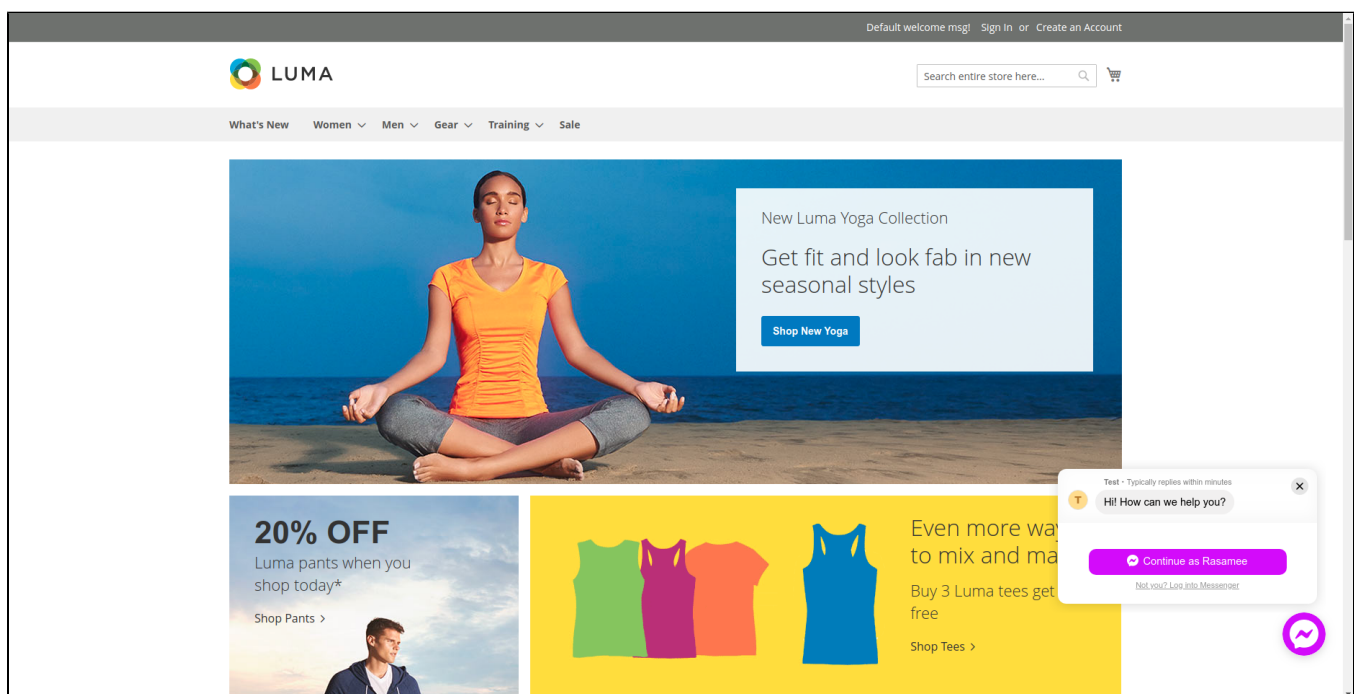 Default welcome msg! Sign In or Create an Account
LUMA
Search entire store here...
What's New Women Men Gear Training Sale
New Luma Yoga Collection
Get fit and look fab in new
seasonal styles
Shop New Yoga
20% OFF
Luma pants when you
shop today*
Shop Pants >
Even more
to mix and
Buy 3 Luma tees get
free
Shop Tees >
Test · Typically replies within minutes
T
Hi! How can we help you?
Continue as Rasamee
Not you? Log into Messenger